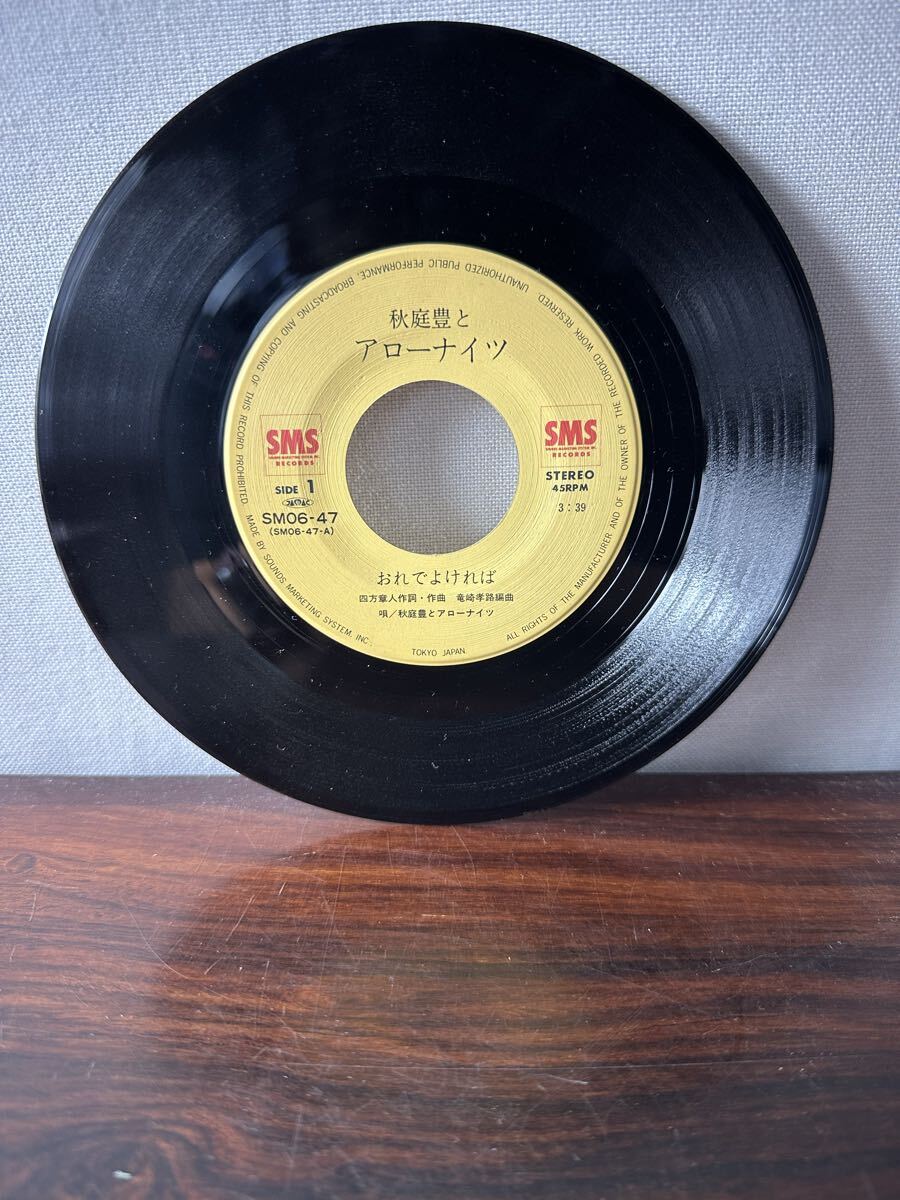 秋庭豊と
アローナイツ
SMS
RECORDS
SMS
RECORDS
SIDE 1
STEREO
45RPM
SM06-47
(SM06-47-A)
3:39
おれでよければ
四方章人作詞・作曲 竜崎孝路編曲
唄/秋庭豊とアローナイツ
TOKYO JAPAN
MADE BY SOUNDS MARKETING SYSTEM, INC.
ALL RIGHTS OF THE MANUFACTURER AND OF THE OWNER OF THE RECORDED WORK RESERVED. UNAUTHORIZED PUBLIC PERFORMANCE, BROADCASTING AND COPYING OF THIS RECORD PROHIBITED.